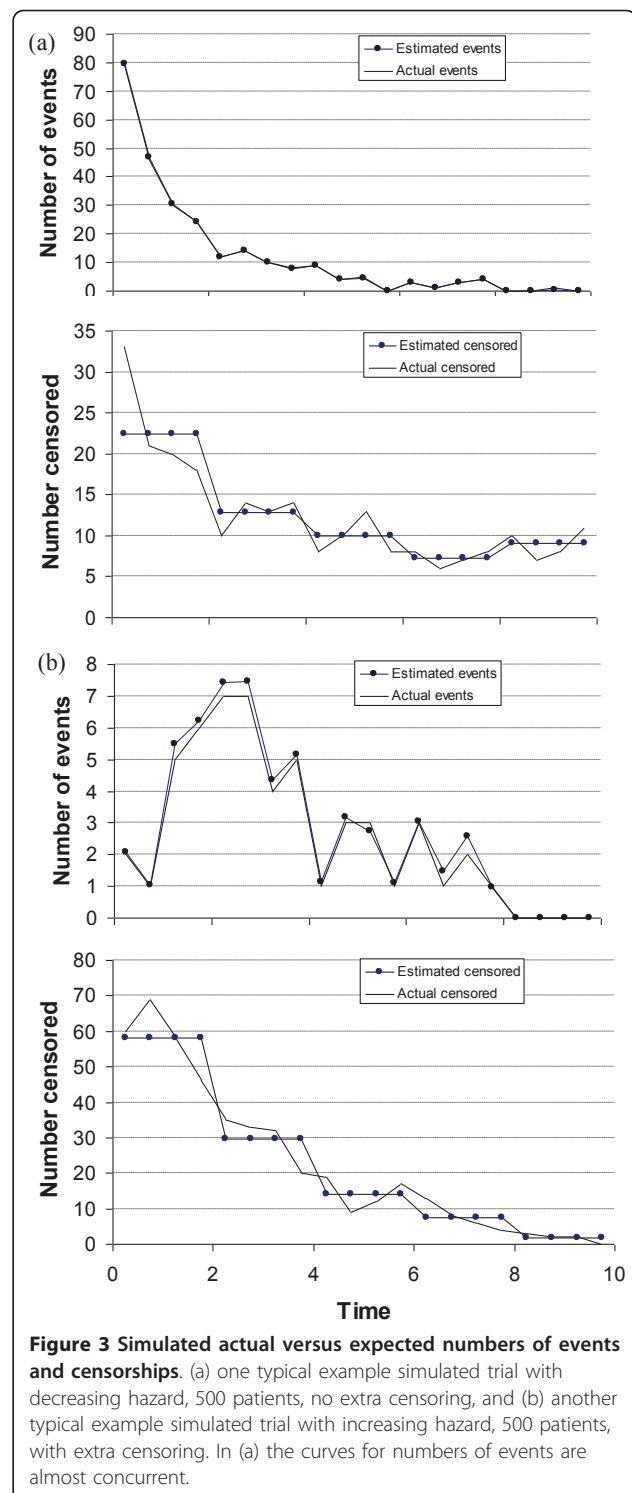 (a)
Estimated events
Actual events
Number of events
90
80
70
60
50
40
30
20
10
0
Estimated censored
Actual censored
Number censored
35
30
25
20
15
10
5
0
(b)
Estimated events
Actual events
Number of events
8
7
6
5
4
3
2
1
0
Estimated censored
Actual censored
Number censored
80
70
60
50
40
30
20
10
0
0 2 4 6 8 10
Time
Figure 3 Simulated actual versus expected numbers of events
and censorships. (a) one typical example simulated trial with
decreasing hazard, 500 patients, no extra censoring, and (b) another
typical example simulated trial with increasing hazard, 500 patients,
with extra censoring. In (a) the curves for numbers of events are
almost concurrent.